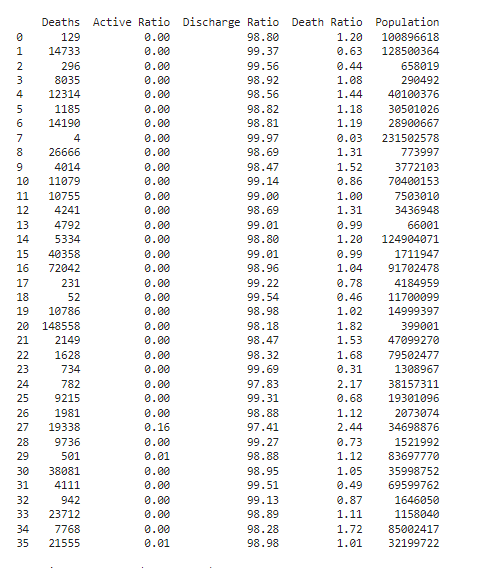 Deaths Active Ratio Discharge Ratio Death Ratio Population
0 129 0.00 98.80 1.20 100896618
1 14733 0.00 99.37 0.63 128500364
2 296 0.00 99.56 0.44 658019
3 8035 0.00 98.92 1.08 290492
4 12314 0.00 98.56 1.44 40100376
5 1185 0.00 98.82 1.18 30501026
6 14190 0.00 98.81 1.19 28900667
7 4 0.00 99.97 0.03 231502578
8 26666 0.00 98.69 1.31 773997
9 4014 0.00 98.47 1.52 3772103
10 11079 0.00 99.14 0.86 70400153
11 10755 0.00 99.00 1.00 7503010
12 4241 0.00 98.69 1.31 3436948
13 4792 0.00 99.01 0.99 66001
14 5334 0.00 98.80 1.20 124904071
15 40358 0.00 99.01 0.99 1711947
16 72042 0.00 98.96 1.04 91702478
17 231 0.00 99.22 0.78 4184959
18 52 0.00 99.54 0.46 11700099
19 10786 0.00 98.98 1.02 14999397
20 148558 0.00 98.18 1.82 399001
21 2149 0.00 98.47 1.53 47099270
22 1628 0.00 98.32 1.68 79502477
23 734 0.00 99.69 0.31 1308967
24 782 0.00 97.83 2.17 38157311
25 9215 0.00 99.31 0.68 19301096
26 1981 0.00 98.88 1.12 2073074
27 19338 0.16 97.41 2.44 34698876
28 9736 0.00 99.27 0.73 1521992
29 501 0.01 98.88 1.12 83697770
30 38081 0.00 98.95 1.05 35998752
31 4111 0.00 99.51 0.49 69599762
32 942 0.00 99.13 0.87 1646050
33 23712 0.00 98.89 1.11 1158040
34 7768 0.00 98.28 1.72 85002417
35 21555 0.01 98.98 1.01 32199722